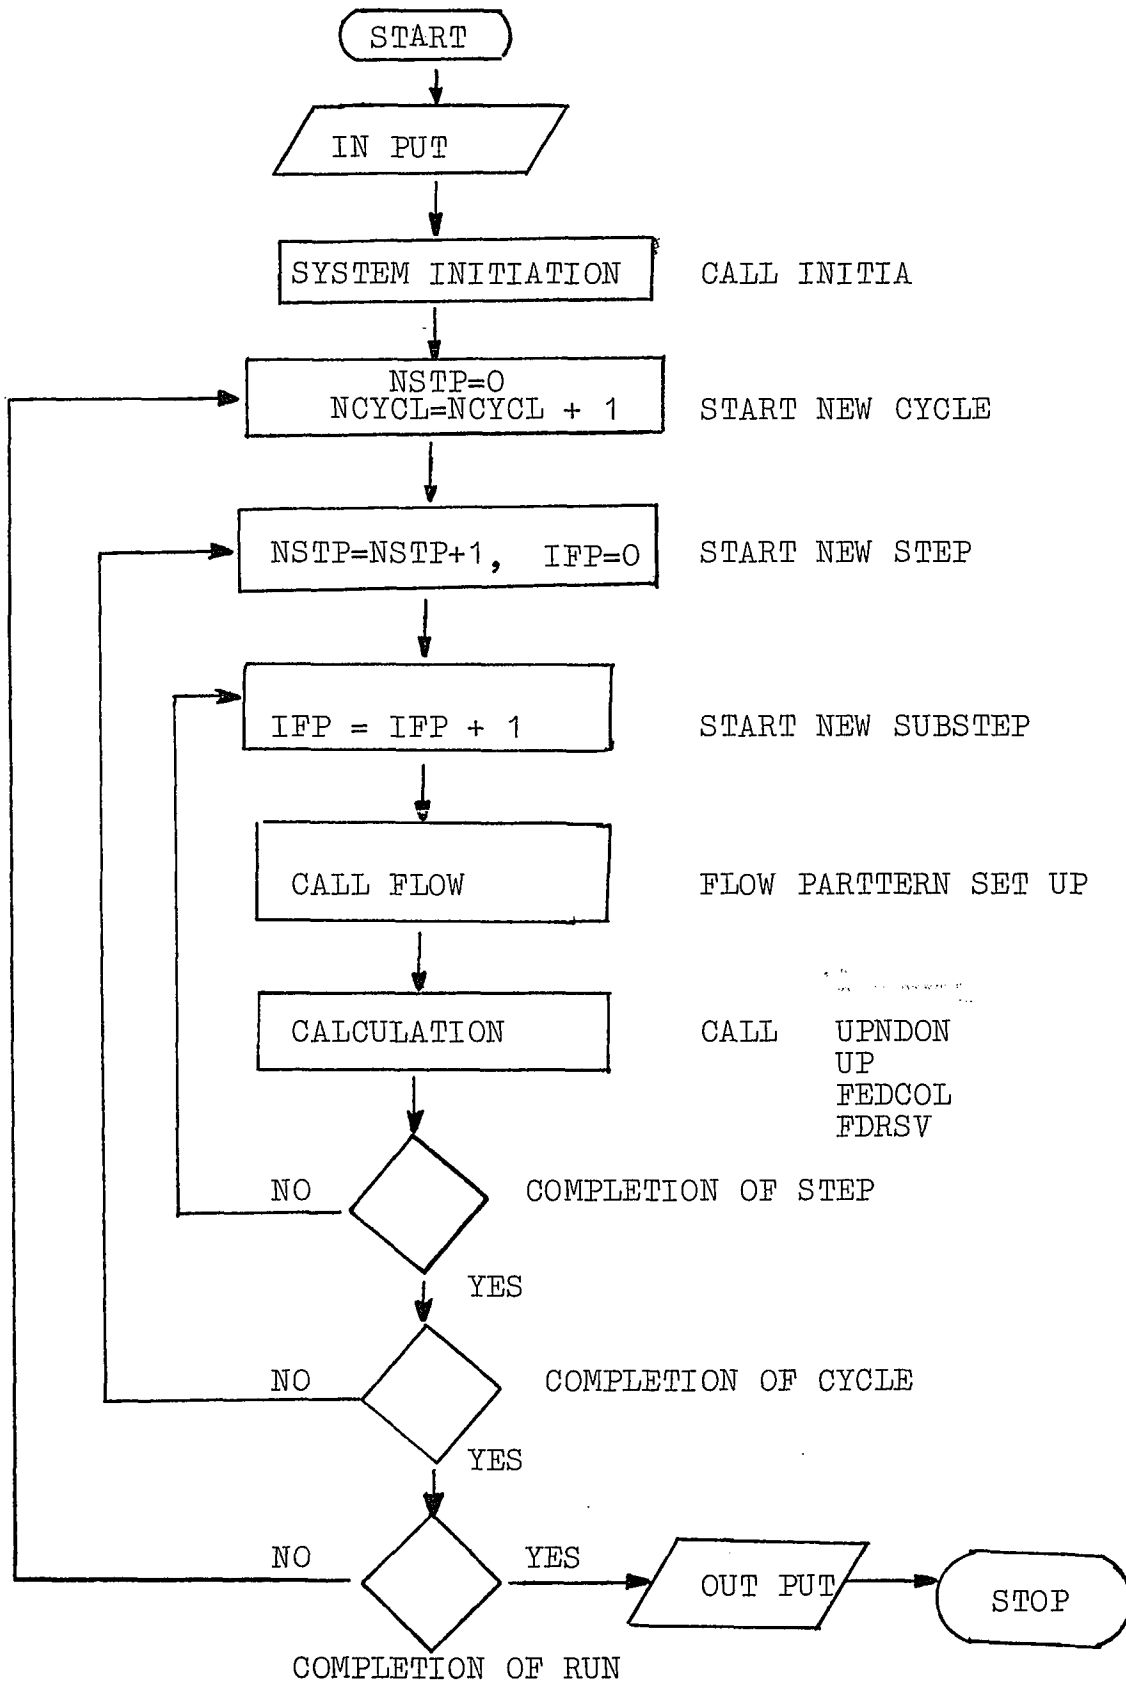 START
IN PUT
SYSTEM INITIATION
CALL INITIA
NSTP=0
NCYCL=NCYCL + 1
START NEW CYCLE
NSTP=NSTP+1, IFP=0
START NEW STEP
IFP = IFP + 1
START NEW SUBSTEP
CALL FLOW
FLOW PARTTERN SET UP
CALCULATION
CALL UPNDON
UP
FEDCOL
FDRSV
NO
COMPLETION OF STEP
YES
NO
COMPLETION OF CYCLE
YES
NO
YES
OUT PUT
STOP
COMPLETION OF RUN